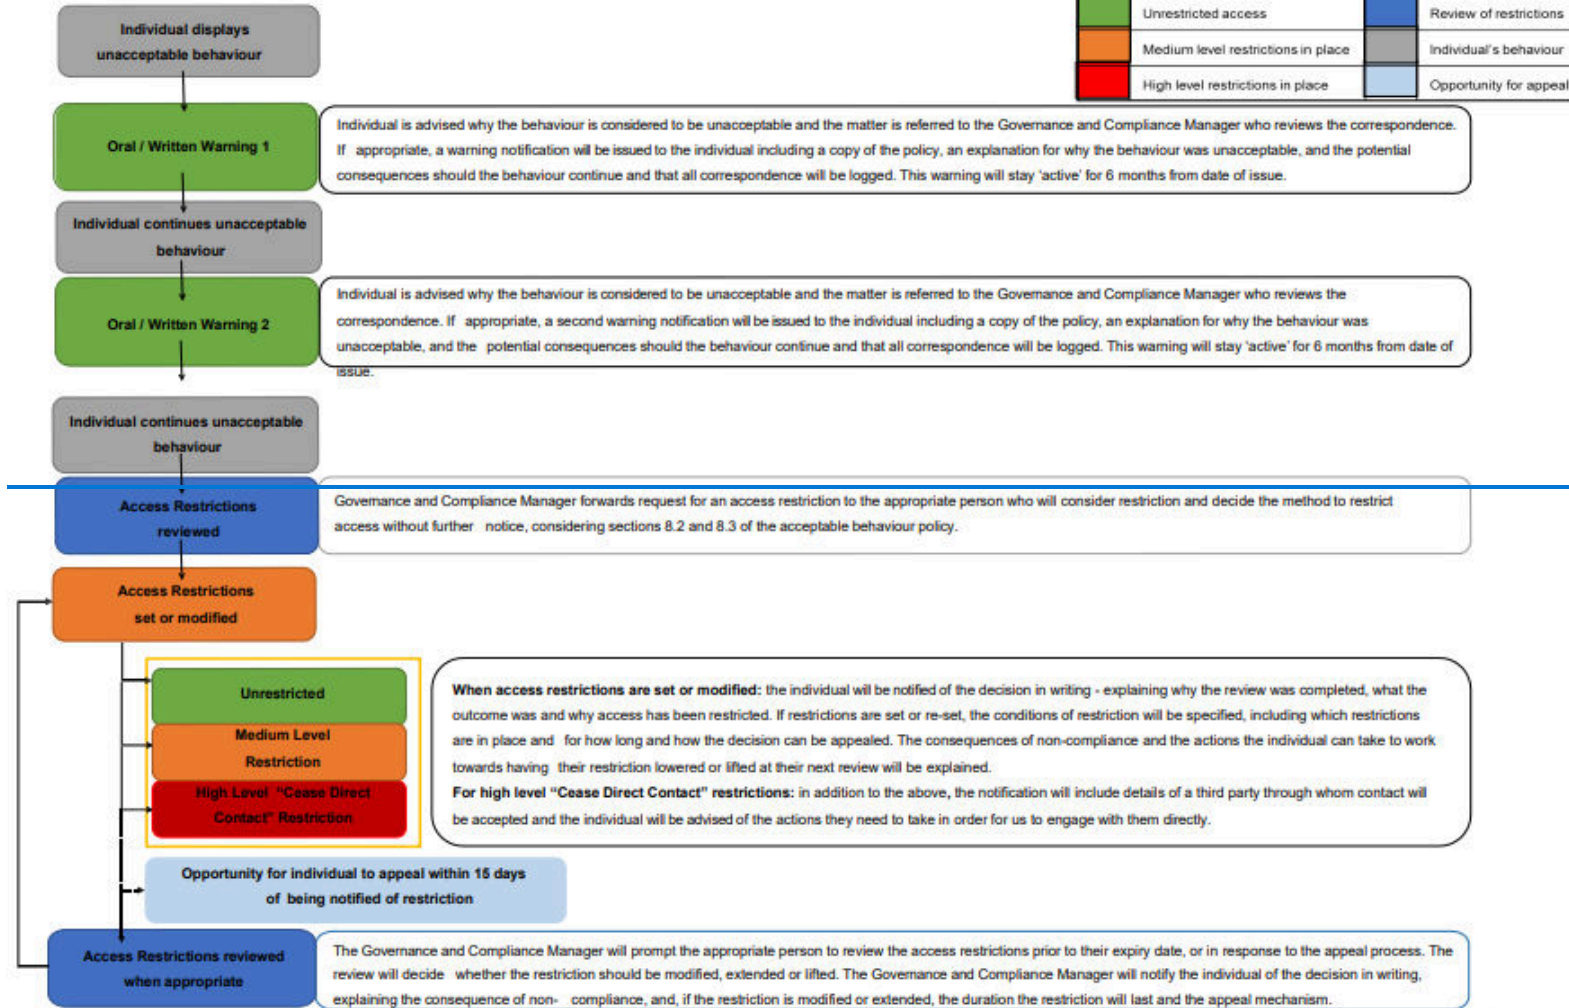 Unrestricted access
Review of restrictions
Medium level restrictions in place
Individual's behaviour
High level restrictions in place
Opportunity for appeal
Individual displays
unacceptable behaviour
Oral / Written Warning 1
Individual is advised why the behaviour is considered to be unacceptable and the matter is referred to the Governance and Compliance Manager who reviews the correspondence.
If appropriate, a warning notification will be issued to the individual including a copy of the policy, an explanation for why the behaviour was unacceptable, and the potential
consequences should the behaviour continue and that all correspondence will be logged. This warning will stay 'active' for 6 months from date of issue.
Individual continues unacceptable
behaviour
Oral / Written Warning 2
Individual is advised why the behaviour is considered to be unacceptable and the matter is referred to the Governance and Compliance Manager who reviews the
correspondence. If appropriate, a second warning notification will be issued to the individual including a copy of the policy, an explanation for why the behaviour was
unacceptable, and the potential consequences should the behaviour continue and that all correspondence will be logged. This warning will stay 'active' for 6 months from date of
issue.
Individual continues unacceptable
behaviour
Access Restrictions
reviewed
Governance and Compliance Manager forwards request for an access restriction to the appropriate person who will consider restriction and decide the method to restrict
access without further notice, considering sections 8.2 and 8.3 of the acceptable behaviour policy.
Access Restrictions
set or modified
Unrestricted
Medium Level
Restriction
High Level "Cease Direct
Contact" Restriction
When access restrictions are set or modified: the individual will be notified of the decision in writing - explaining why the review was completed, what the
outcome was and why access has been restricted. If restrictions are set or re-set, the conditions of restriction will be specified, including which restrictions
are in place and for how long and how the decision can be appealed. The consequences of non-compliance and the actions the individual can take to work
towards having their restriction lowered or lifted at their next review will be explained.
For high level "Cease Direct Contact" restrictions: in addition to the above, the notification will include details of a third party through whom contact will
be accepted and the individual will be advised of the actions they need to take in order for us to engage with them directly.
Opportunity for individual to appeal within 15 days
of being notified of restriction
Access Restrictions reviewed
when appropriate
The Governance and Compliance Manager will prompt the appropriate person to review the access restrictions prior to their expiry date, or in response to the appeal process. The
review will decide whether the restriction should be modified, extended or lifted. The Governance and Compliance Manager will notify the individual of the decision in writing,
explaining the consequence of non- compliance, and, if the restriction is modified or extended, the duration the restriction will last and the appeal mechanism.